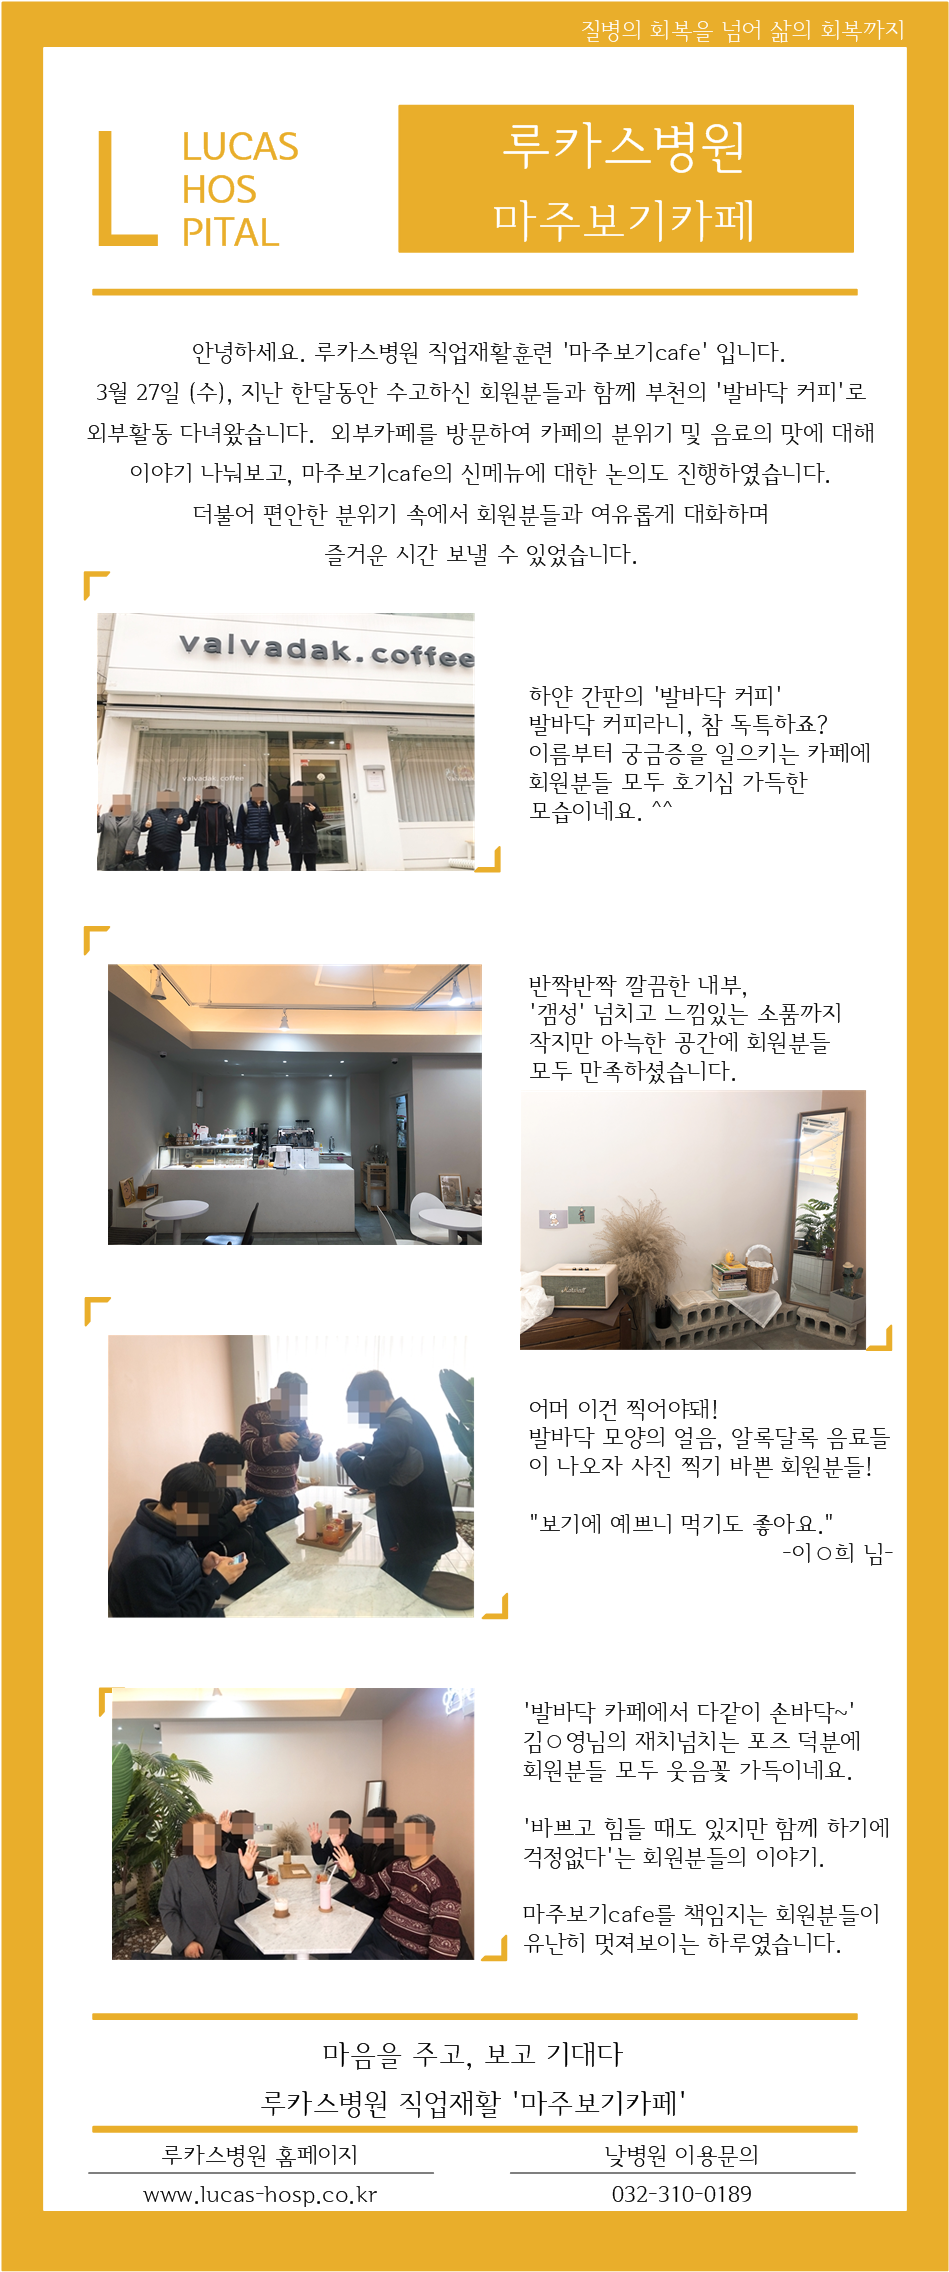 질병의 회복을 넘어 삶의 회복까지
LUCAS
HOS
PITAL
루카스병원
마주보기카페
안녕하세요. 루카스병원 직업재활훈련 '마주보기cafe' 입니다.
3월 27일 (수), 지난 한달동안 수고하신 회원분들과 함께 부천의 '발바닥 커피'로
외부활동 다녀왔습니다. 외부카페를 방문하여 카페의 분위기 및 음료의 맛에 대해
이야기 나눠보고, 마주보기cafe의 신메뉴에 대한 논의도 진행하였습니다.
더불어 편안한 분위기 속에서 회원분들과 여유롭게 대화하며
즐거운 시간 보낼 수 있었습니다.
valvadak.coffee
valvadak.coffee
하얀 간판의 '발바닥 커피'
발바닥 커피라니, 참 독특하죠?
이름부터 궁금증을 일으키는 카페에
회원분들 모두 호기심 가득한
모습이네요. ^^
반짝반짝 깔끔한 내부,
'갬성' 넘치고 느낌있는 소품까지
작지만 아늑한 공간에 회원분들
모두 만족하셨습니다.
Marshall
어머 이건 찍어야돼!
발바닥 모양의 얼음, 알록달록 음료들
이 나오자 사진 찍기 바쁜 회원분들!
"보기에 예쁘니 먹기도 좋아요."
-이○희 님-
'발바닥 카페에서 다같이 손바닥~'
김○영님의 재치넘치는 포즈 덕분에
회원분들 모두 웃음꽃 가득이네요.
'바쁘고 힘들 때도 있지만 함께 하기에
걱정없다'는 회원분들의 이야기.
마주보기cafe를 책임지는 회원분들이
유난히 멋져보이는 하루였습니다.
마음을 주고, 보고 기대다
루카스병원 직업재활 '마주보기카페'
루카스병원 홈페이지
www.lucas-hosp.co.kr
낮병원 이용문의
032-310-0189